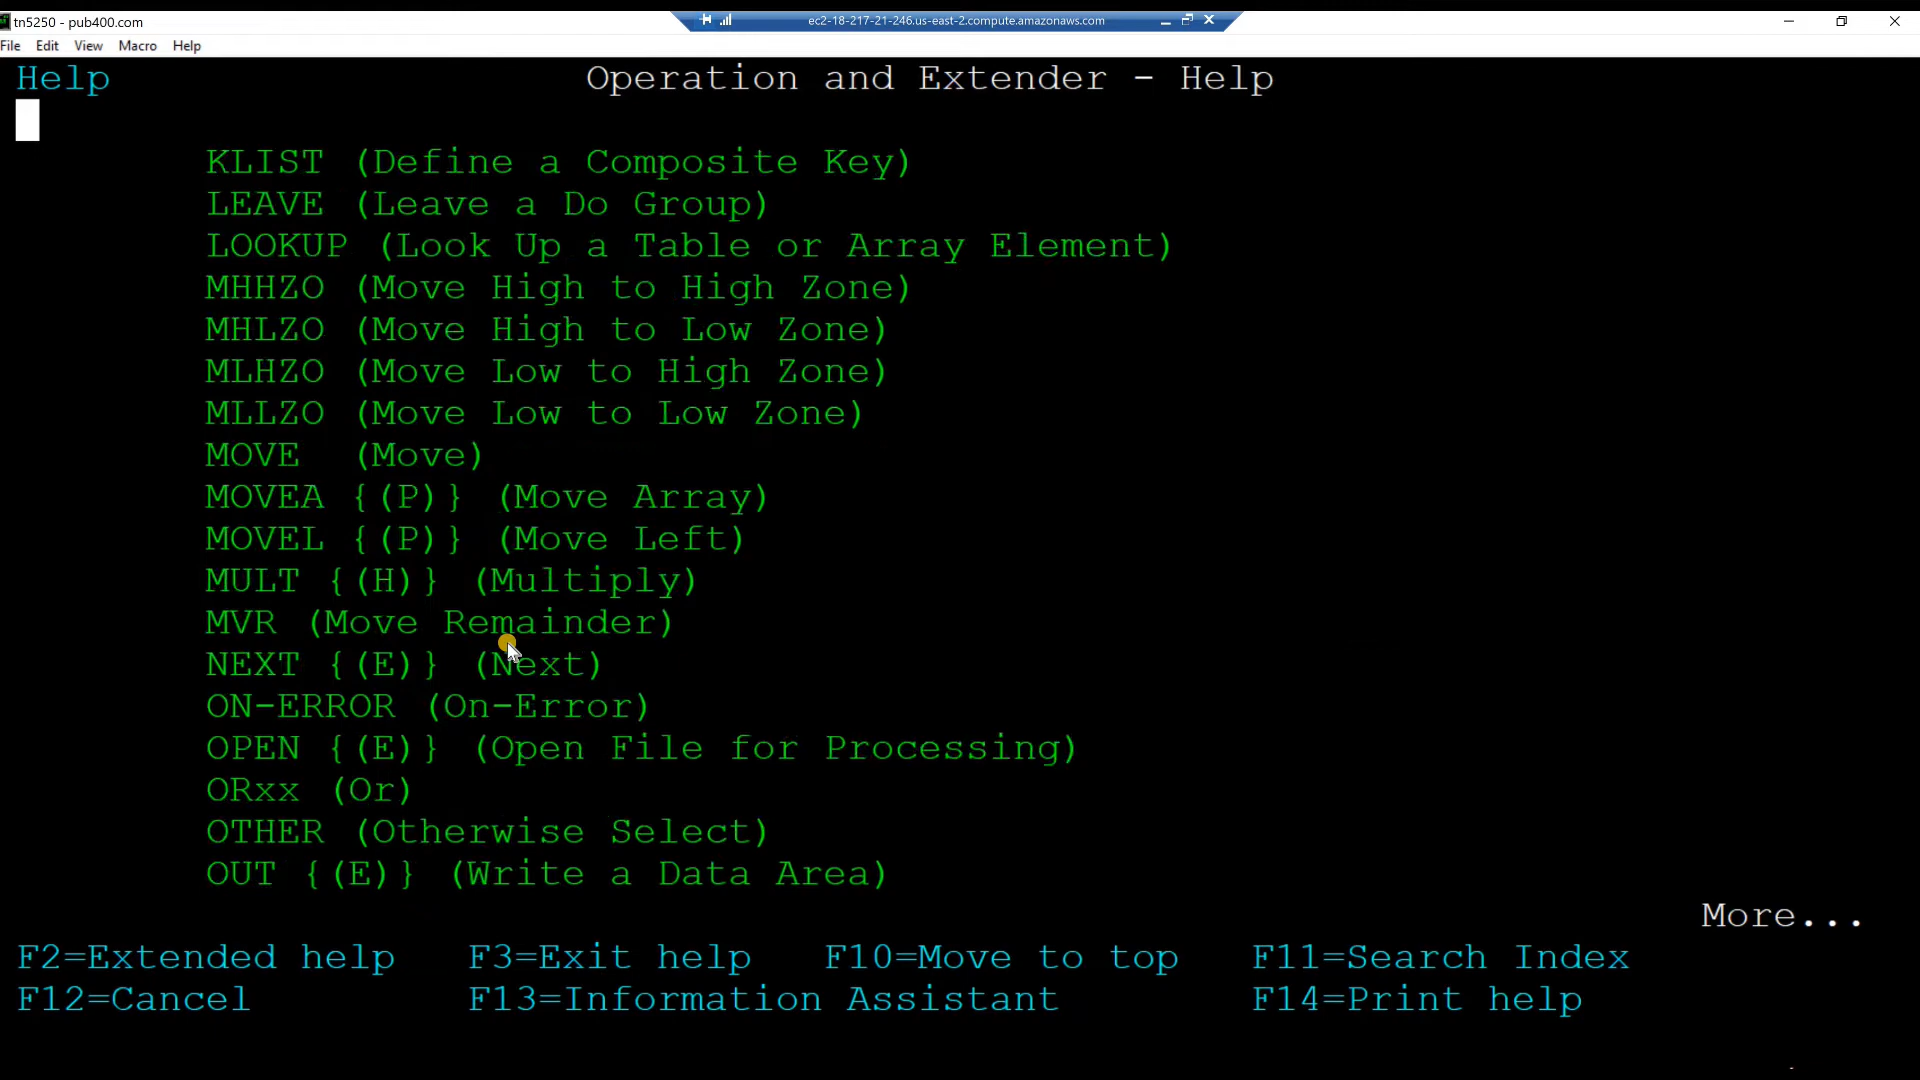 tn5250 - pub400.com
ec2-18-217-21-246.us-east-2.compute.amazonaws.com
File Edit View Macro Help
Help Operation and Extender - Help
KLIST (Define a Composite Key)
LEAVE (Leave a Do Group)
LOOKUP (Look Up a Table or Array Element)
MHHZO (Move High to High Zone)
MHLZO (Move High to Low Zone)
MLHZO (Move Low to High Zone)
MLLZO (Move Low to Low Zone)
MOVE (Move)
MOVEA {(P)} (Move Array)
MOVEL {(P)} (Move Left)
MULT {(H)} (Multiply)
MVR (Move Remainder)
NEXT {(E)} (Next)
ON-ERROR (On-Error)
OPEN {(E)} (Open File for Processing)
ORxx (Or)
OTHER (Otherwise Select)
OUT {(E)} (Write a Data Area)
More...
F2=Extended help F3=Exit help F10=Move to top F11=Search Index
F12=Cancel F13=Information Assistant F14=Print help